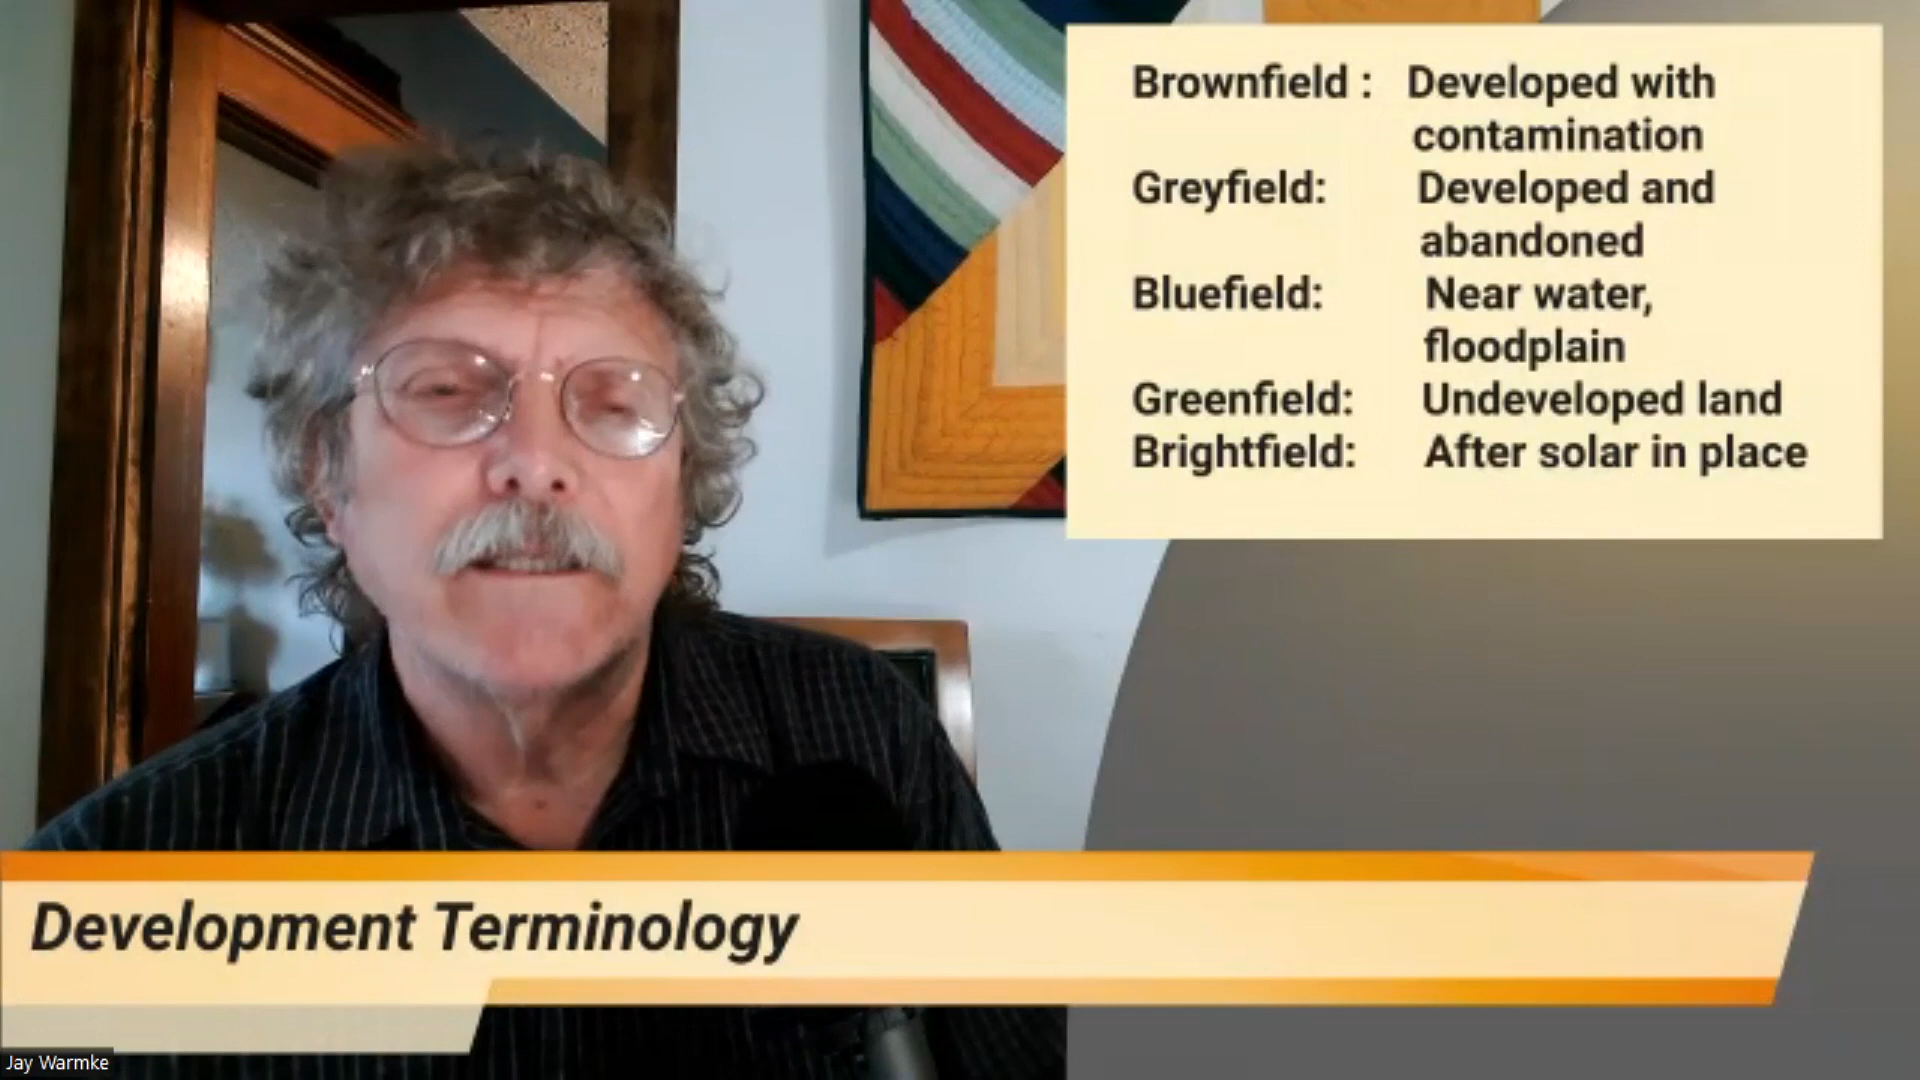 Brownfield : Developed with
contamination
Greyfield: Developed and
abandoned
Bluefield: Near water,
floodplain
Greenfield: Undeveloped land
Brightfield: After solar in place
Development Terminology
Jay Warmke